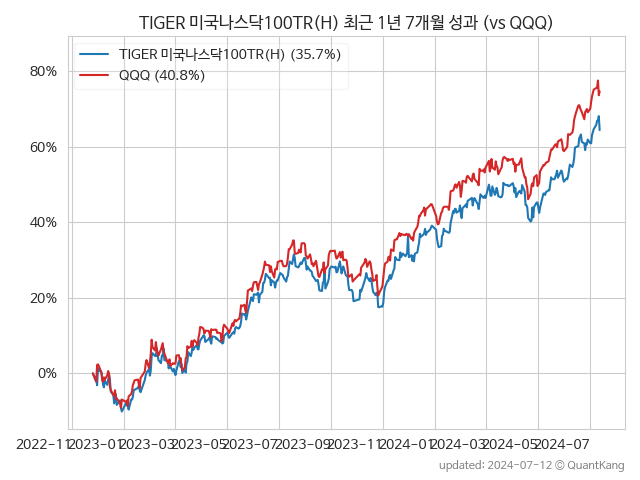 TIGER 미국나스닥100TR(H) 최근 1년 7개월 성과 (vs QQQ)
TIGER 미국나스닥100TR(H) (35.7%)
QQQ (40.8%)
80%
60%
40%
20%
0%
2022-11 2023-01 2023-03 2023-05 2023-07 2023-09 2023-11 2024-01 2024-03 2024-05 2024-07
updated: 2024-07-12 © QuantKang